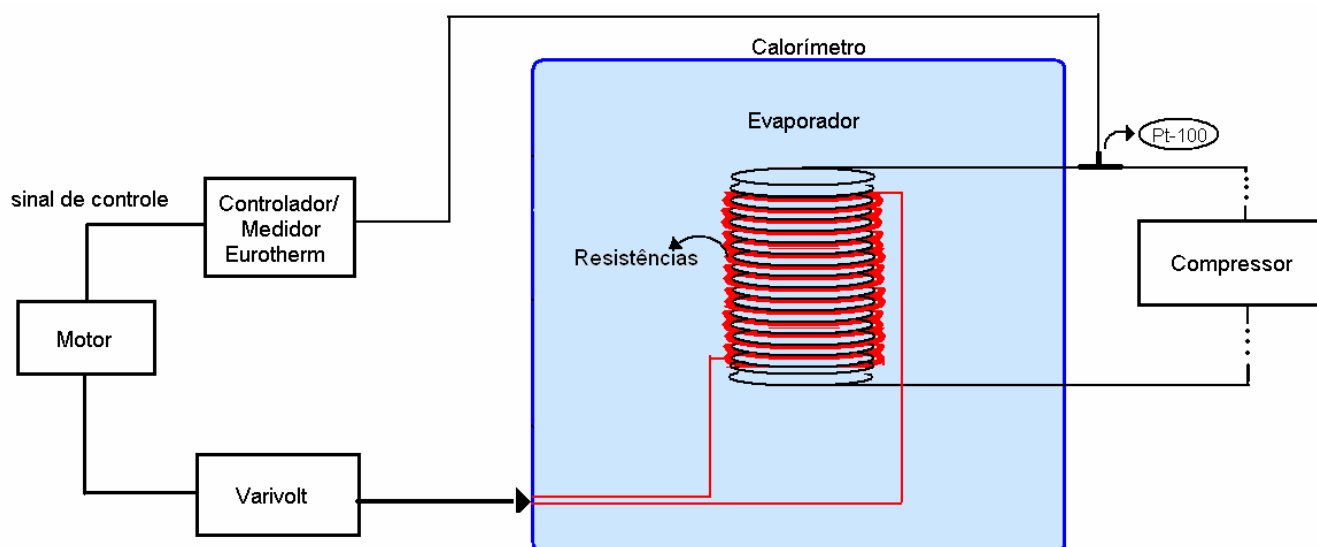 Calorímetro
Evaporador
Pt-100
sinal de controle
Controlador/
Medidor
Eurotherm
Resistências
Compressor
Motor
Varivolt